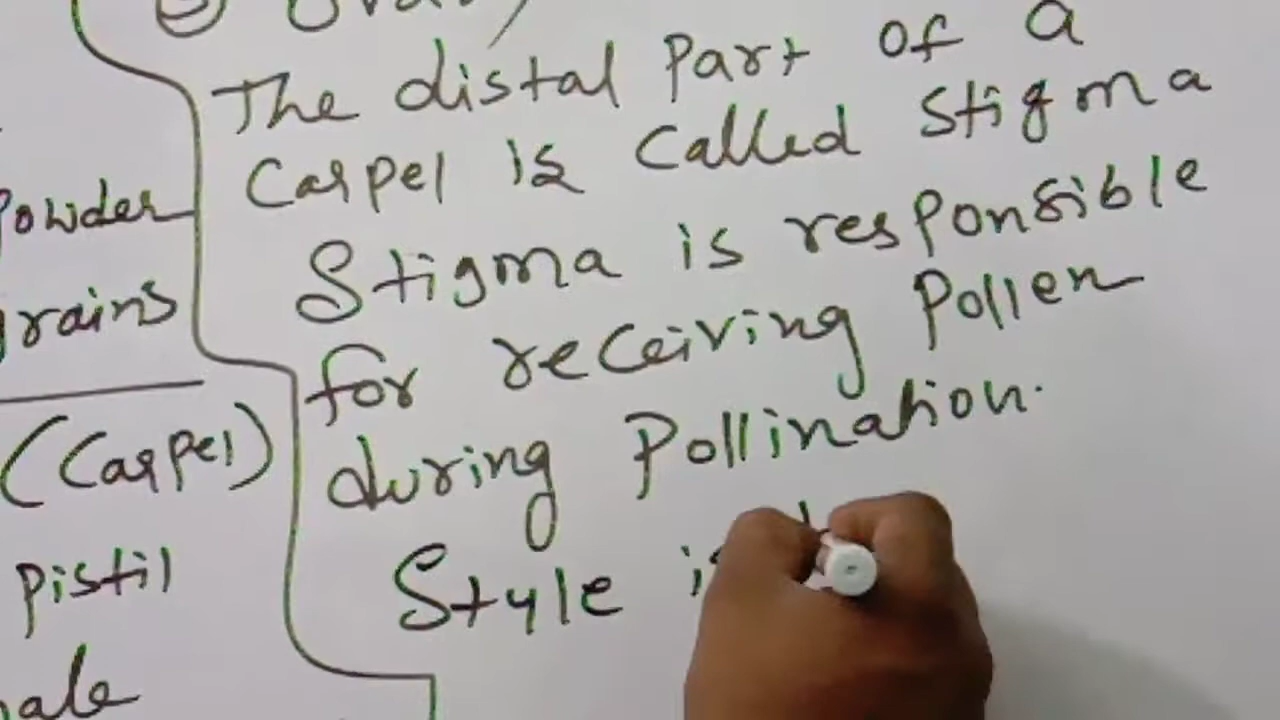 Powder
grains
(Carpel)
Pistil
The distal Part of a
Carpel is Called Stigma
Stigma is responsible
for receiving Pollen
during Pollination.
Style is